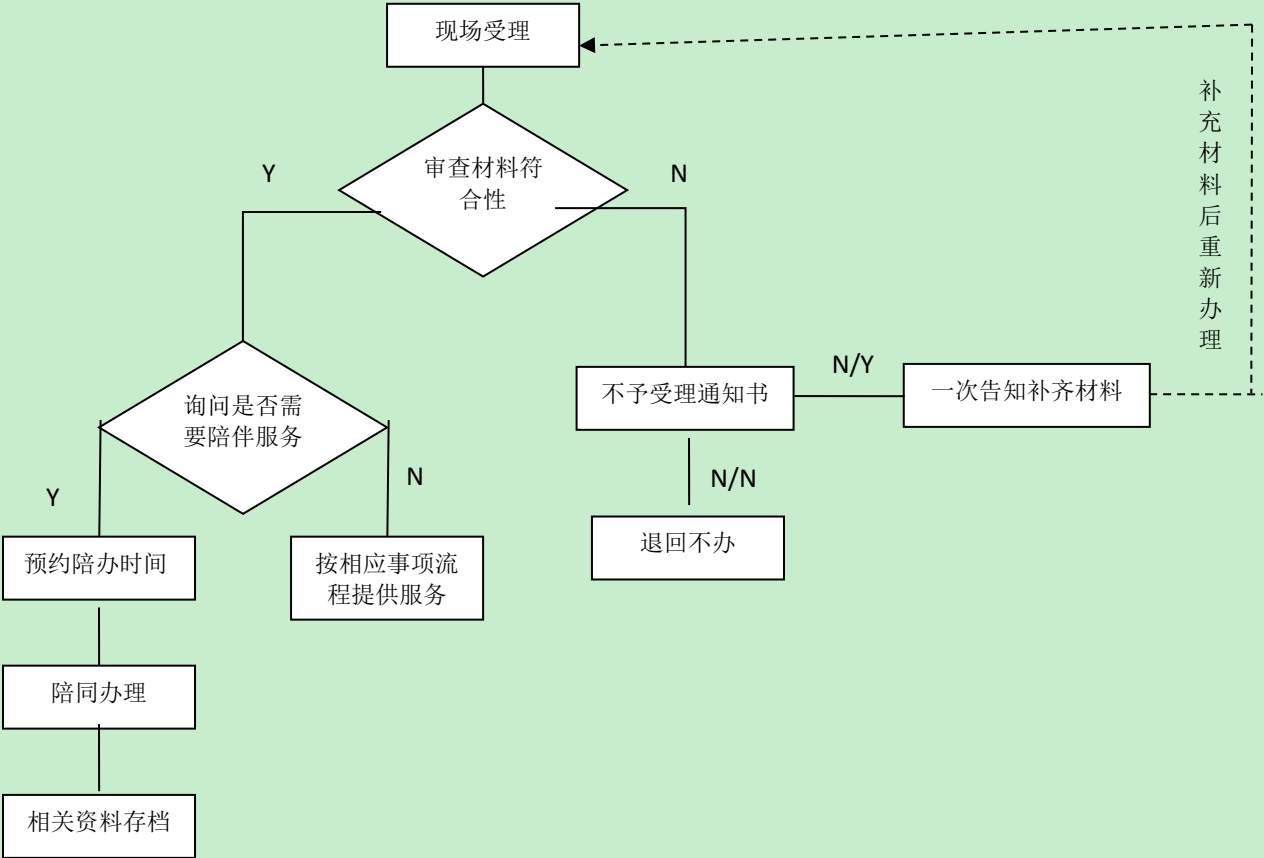 现场受理
审查材料符
合性
Y
N
补充材料后重新办理
询问是否需
要陪伴服务
不予受理通知书
N/Y
一次告知补齐材料
Y
N
N/N
预约陪办时间
按相应事项流
程提供服务
退回不办
陪同办理
相关资料存档